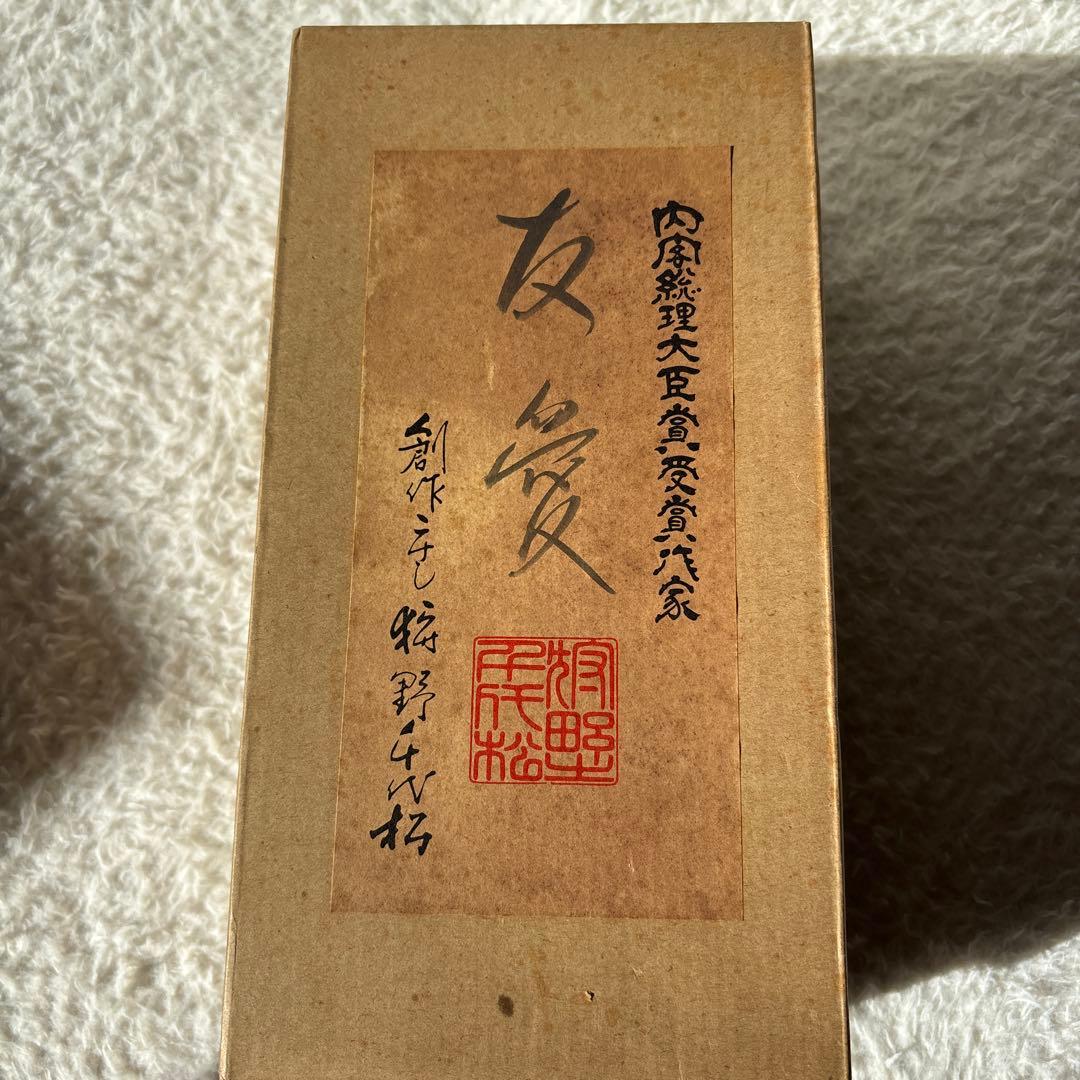 内閣総理大臣賞受賞作家
友愛
創作こけし 狩野千代松
狩野
千代松